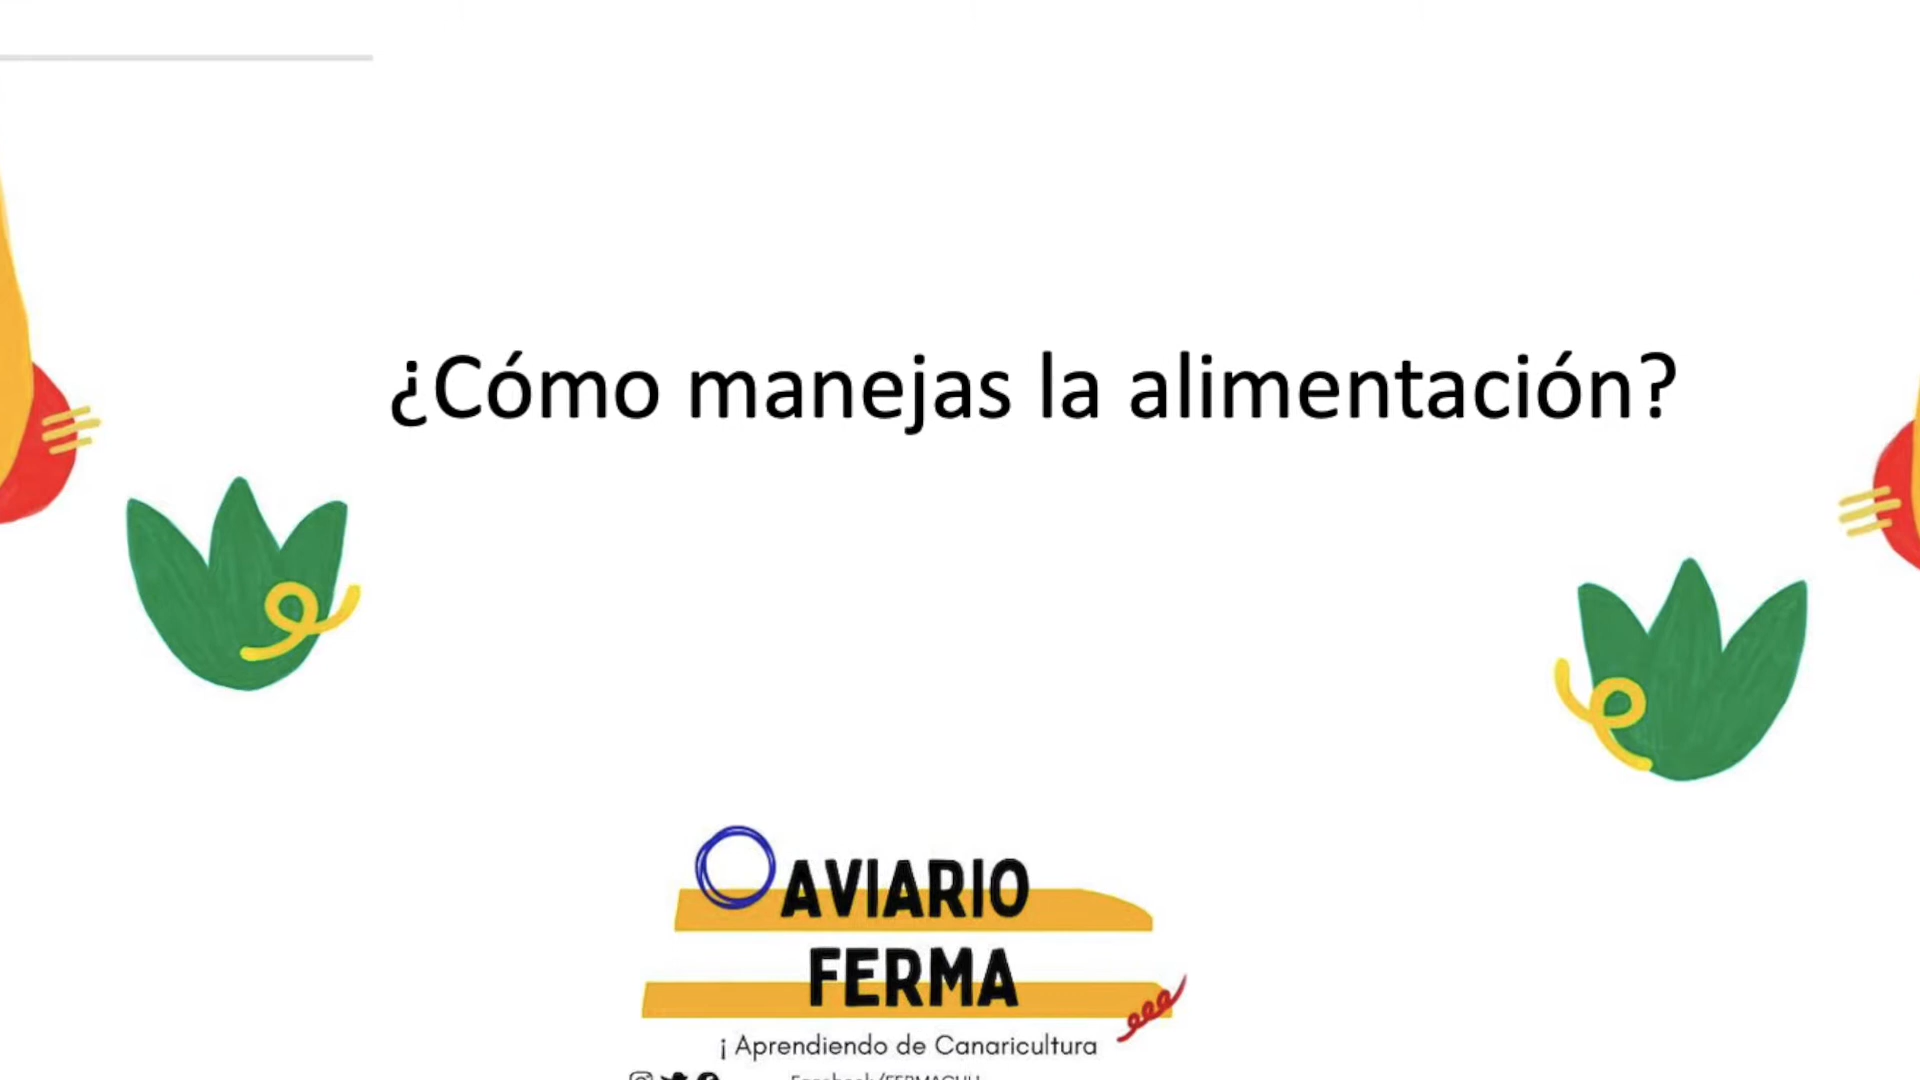 ¿Cómo manejas la alimentación?
AVIARIO
FERMA
¡ Aprendiendo de Canaricultura